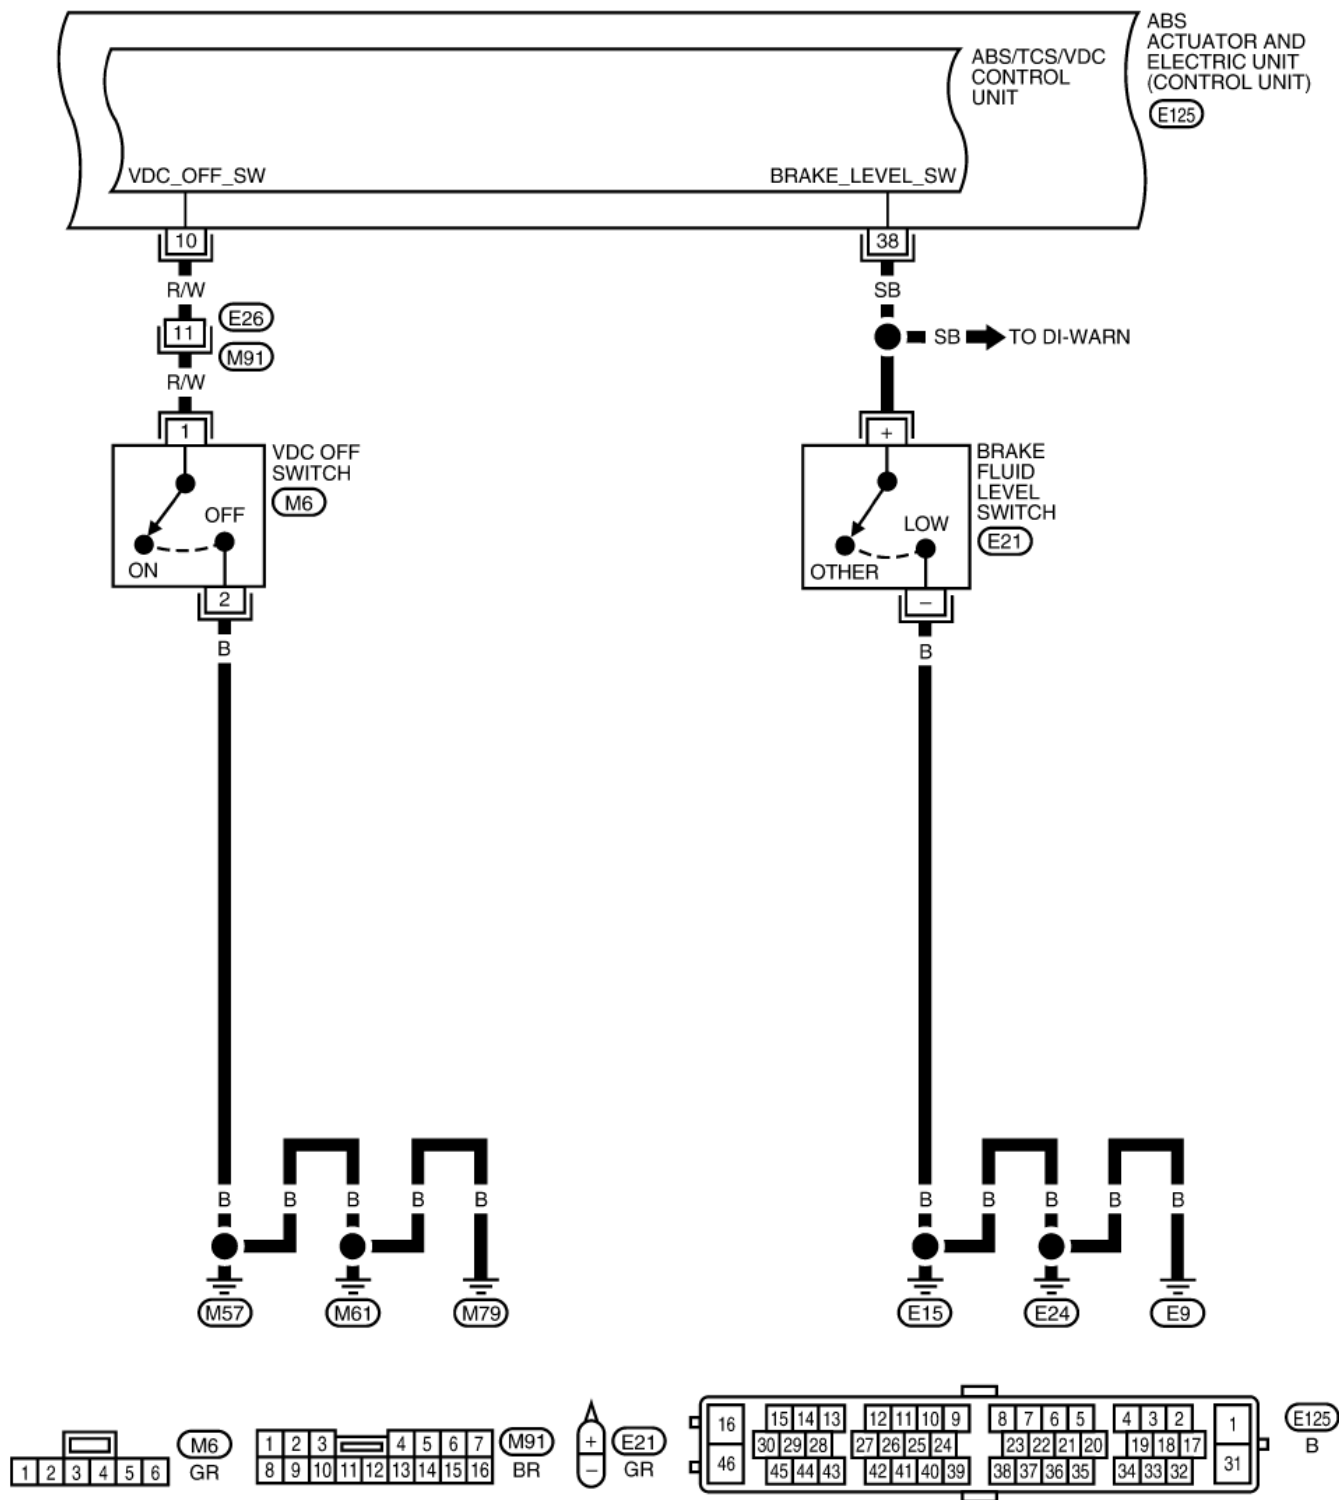 ABS
ACTUATOR AND
ELECTRIC UNIT
(CONTROL UNIT)
E125
ABS/TCS/VDC
CONTROL
UNIT
VDC_OFF_SW
BRAKE_LEVEL_SW
10
38
R/W
SB
11
E26
M91
SB
TO DI-WARN
R/W
1
+
VDC OFF
SWITCH
M6
OFF
ON
BRAKE
FLUID
LEVEL
SWITCH
E21
LOW
OTHER
2
–
B
B
B B B B B
B B B B B
M57 M61 M79
E15 E24 E9
1 2 3 4 5 6
M6
GR
1 2 3 4 5 6 7
8 9 10 11 12 13 14 15 16
M91
BR
+
–
E21
GR
16 15 14 13 12 11 10 9 8 7 6 5 4 3 2 1
30 29 28 27 26 25 24 23 22 21 20 19 18 17
46 45 44 43 42 41 40 39 38 37 36 35 34 33 32 31
E125
B